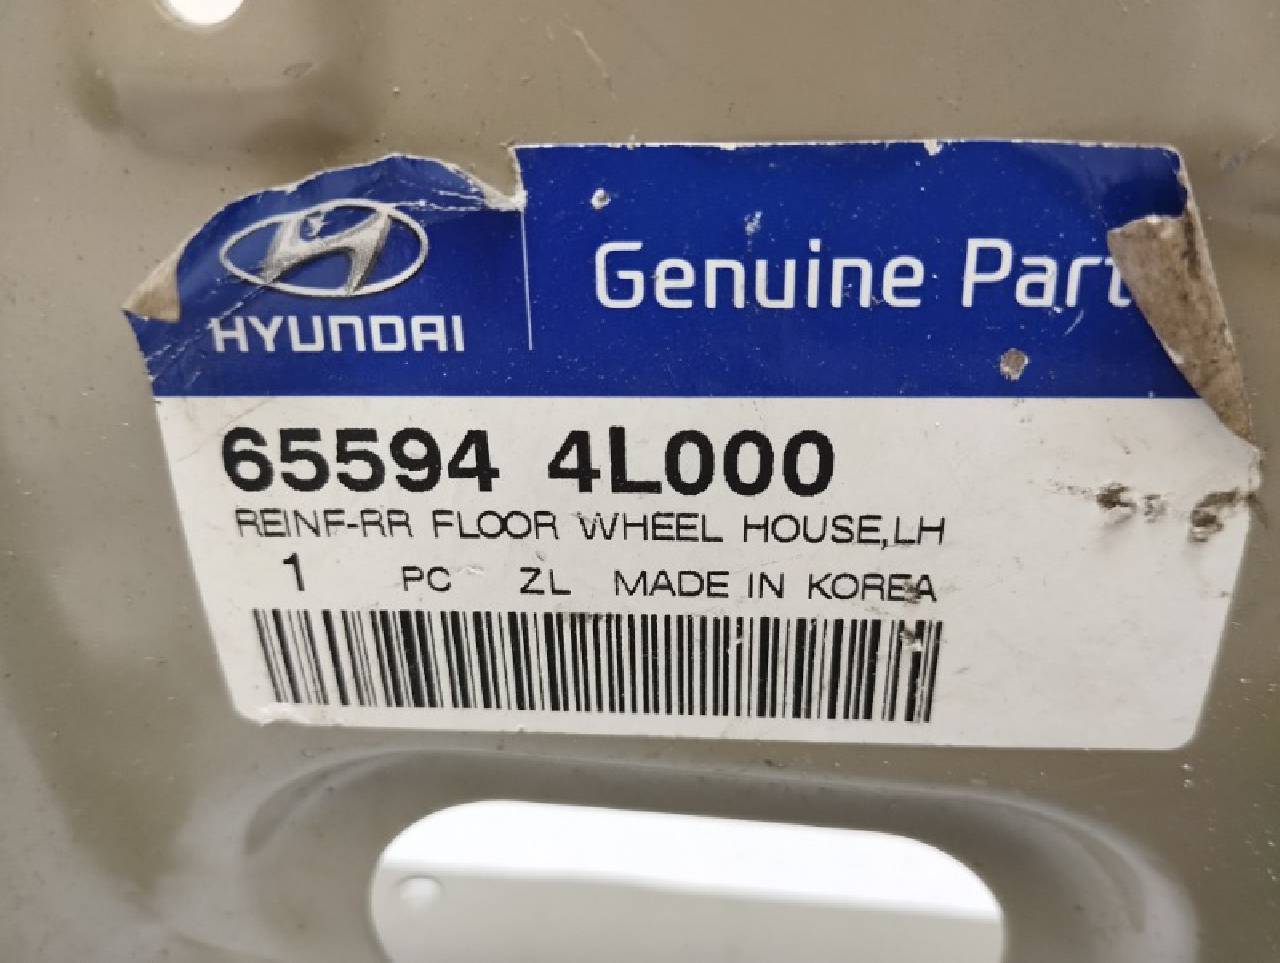 HYUNDAI
Genuine Part
65594 4L000
REINF-RR FLOOR WHEEL HOUSE,LH
1 PC ZL MADE IN KOREA